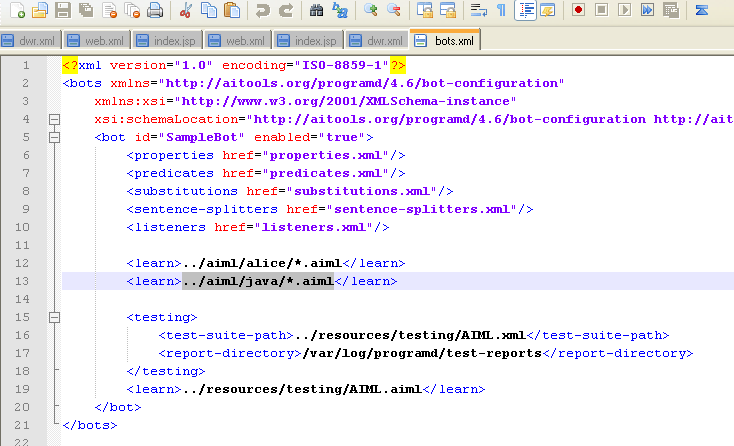 dwr.xml web.xml index.jsp web.xml index.jsp dwr.xml bots.xml
1 <?xml version="1.0" encoding="ISO-8859-1"?>
2 <bots xmlns="http://aitools.org/programd/4.6/bot-configuration"
3 xmlns:xsi="http://www.w3.org/2001/XMLSchema-instance"
4 xsi:schemaLocation="http://aitools.org/programd/4.6/bot-configuration http://ait
5 <bot id="SampleBot" enabled="true">
6 <properties href="properties.xml"/>
7 <predicates href="predicates.xml"/>
8 <substitutions href="substitutions.xml"/>
9 <sentence-splitters href="sentence-splitters.xml"/>
10 <listeners href="listeners.xml"/>
11
12 <learn>../aiml/alice/*.aiml</learn>
13 <learn>../aiml/java/*.aiml</learn>
14
15 <testing>
16 <test-suite-path>../resources/testing/AIML.xml</test-suite-path>
17 <report-directory>/var/log/programd/test-reports</report-directory>
18 </testing>
19 <learn>../resources/testing/AIML.aiml</learn>
20 </bot>
21 </bots>
22